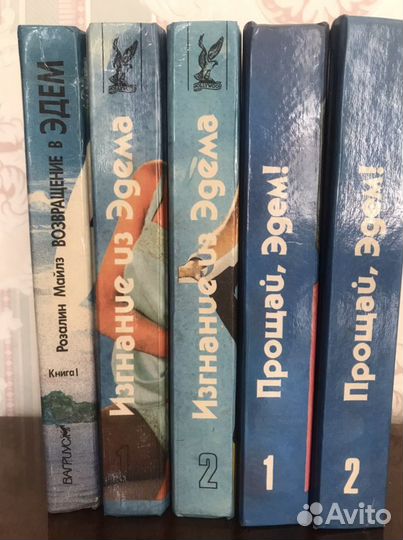 Розалин Майлз ВОЗВРАЩЕНИЕ В ЭДЕМ
Книга 1
ВАГРИУС
Изгнание из Эдема
1
Изгнание из Эдема
2
Прощай, Эдем!
1
Прощай, Эдем!
2
Avito